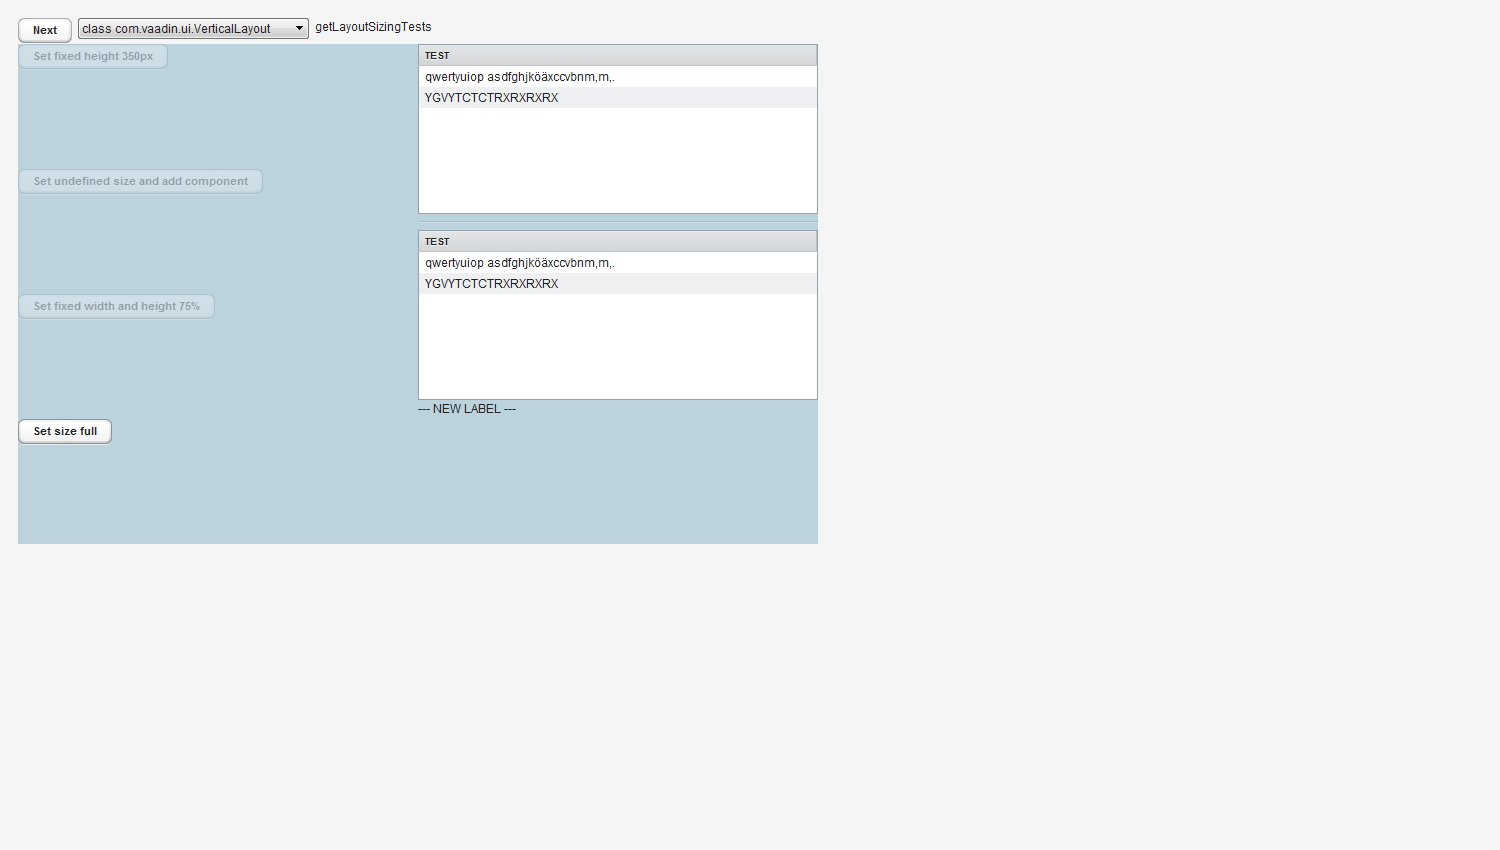 Next
class com.vaadin.ui.VerticalLayout
getLayoutSizingTests
Set fixed height 350px
Set undefined size and add component
Set fixed width and height 75%
Set size full
TEST
qwertyuiop asdfghjköäxccvbnm,m,.
YGVYTCTCTRXRXRXRX
TEST
qwertyuiop asdfghjköäxccvbnm,m,.
YGVYTCTCTRXRXRXRX
--- NEW LABEL ---